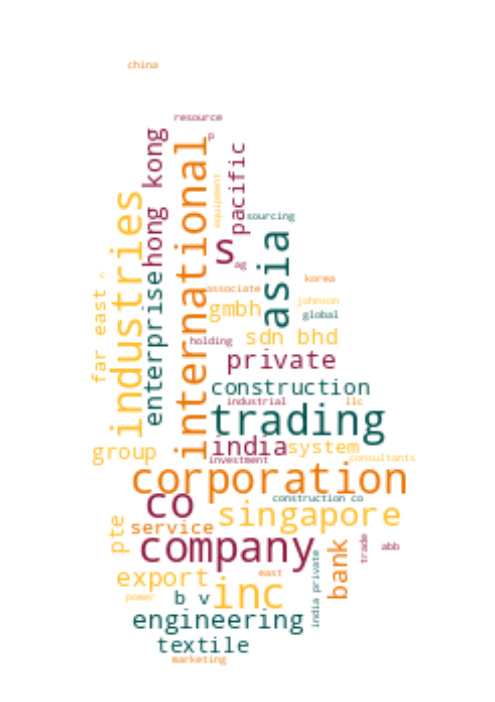 china
resource
p
hong kong
international
pacific
equipment
industries
sourcing
s
asia
ag
enterprise
far east
c
korea
associate
johnson
gmbh
global
sdn bhd
holding
private
construction
industrial
llc
trading
india
system
group
investment
consultants
corporation
construction co
co
singapore
pte
service
company
trade
abb
bank
india private
export
east
inc
power
b v
engineering
textile
marketing